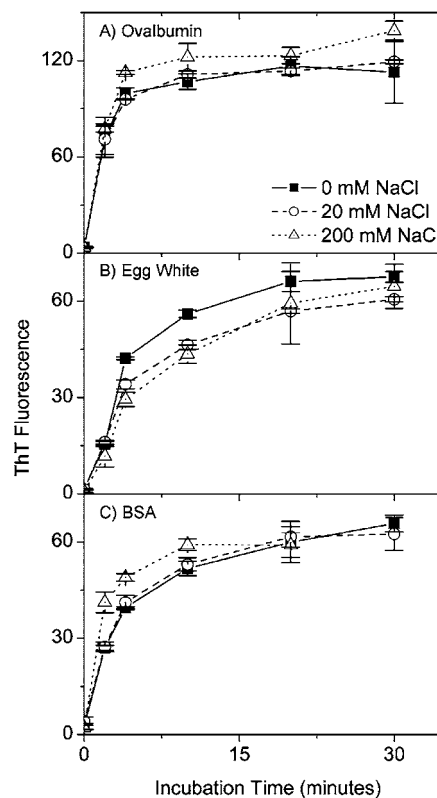 A) Ovalbumin
120
60
0
0 mM NaCl
20 mM NaCl
200 mM NaCl
B) Egg White
60
30
0
ThT Fluorescence
C) BSA
60
30
0
0
15
30
Incubation Time (minutes)